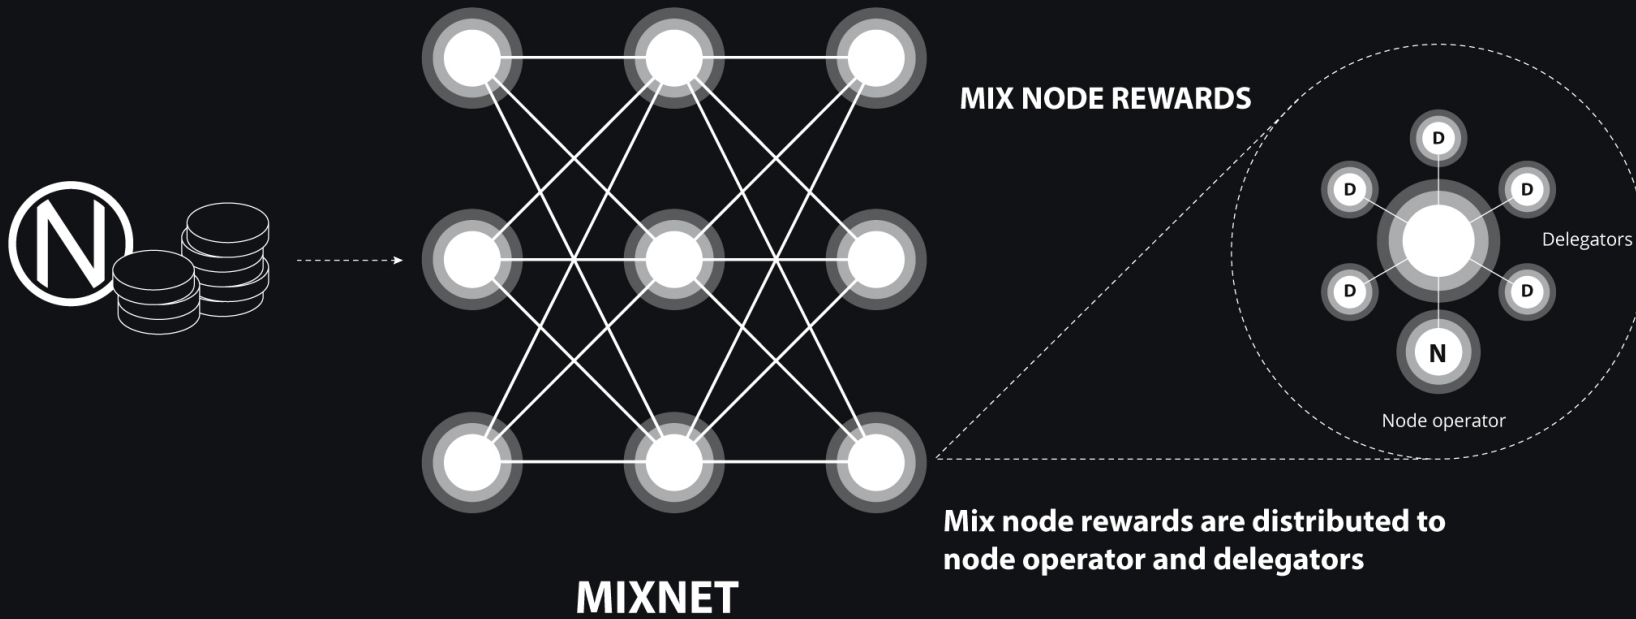 MIX NODE REWARDS
N
D
D
D
D
D
N
Delegators
Node operator
Mix node rewards are distributed to
node operator and delegators
MIXNET